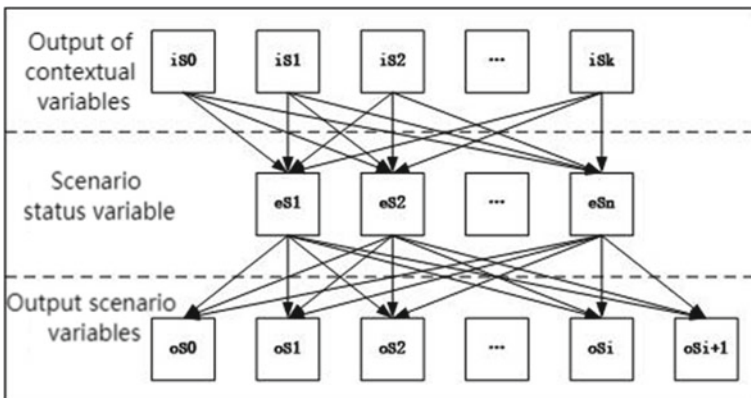 Output of
contextual
variables
iS0 iS1 iS2 ... iSk
Scenario
status variable
eS1 eS2 ... eSn
Output scenario
variables
oS0 oS1 oS2 ... oSi oSi+1